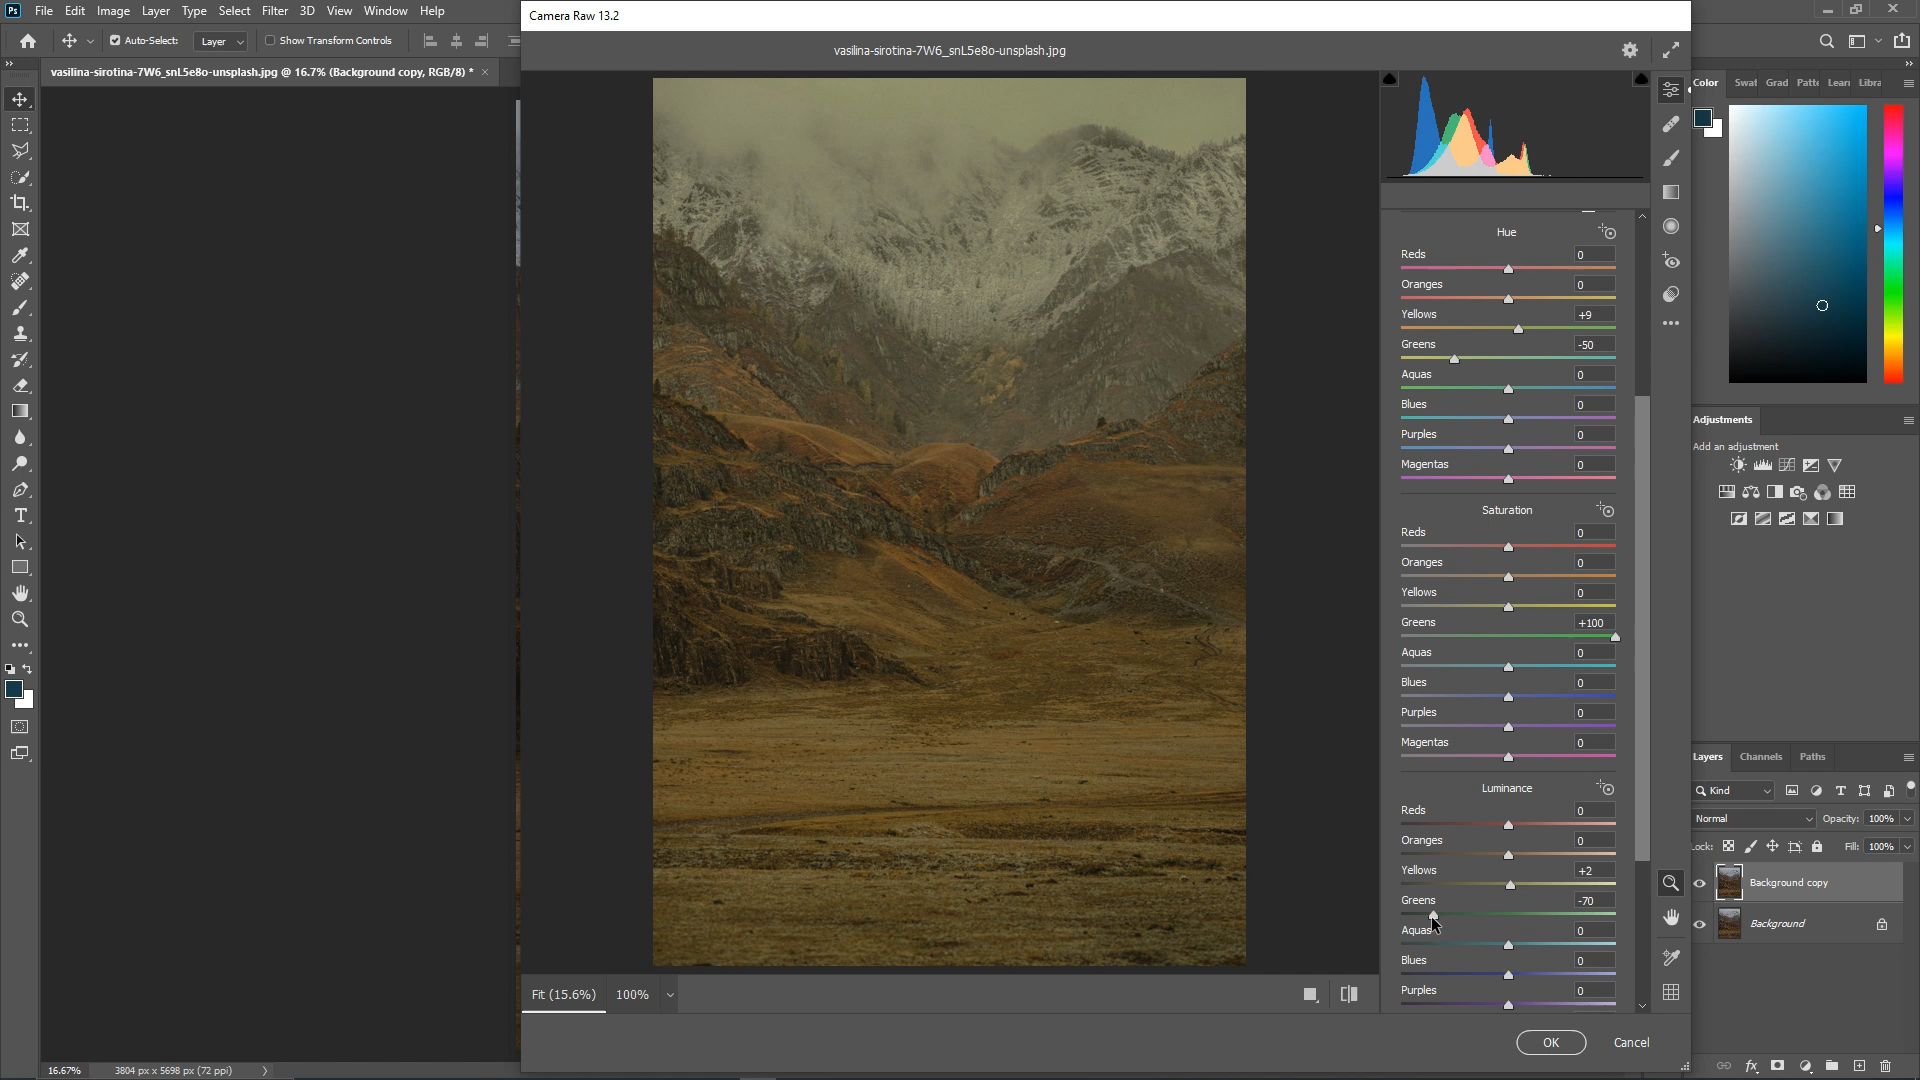 Ps File Edit Image Layer Type Select Filter 3D View Window Help
Camera Raw 13.2
Auto-Select: Layer Show Transform Controls
vasilina-sirotina-7W6_snL5e8o-unsplash.jpg
vasilina-sirotina-7W6_snL5e8o-unsplash.jpg @ 16.7% (Background copy, RGB/8) *
Color Swat Grad Patte Lear Libra
Hue
Reds 0
Oranges 0
Yellows +9
Greens -50
Aquas 0
Blues 0
Purples 0
Magentas 0
Saturation
Reds 0
Oranges 0
Yellows 0
Greens +100
Aquas 0
Blues 0
Purples 0
Magentas 0
Luminance
Reds 0
Oranges 0
Yellows +2
Greens -70
Aquas 0
Blues 0
Purples 0
Adjustments
Add an adjustment
Layers Channels Paths
Kind
Normal Opacity: 100%
Lock: Fill: 100%
Background copy
Background
Fit (15.6%) 100%
OK Cancel
16.67% 3804 px x 5698 px (72 ppi)